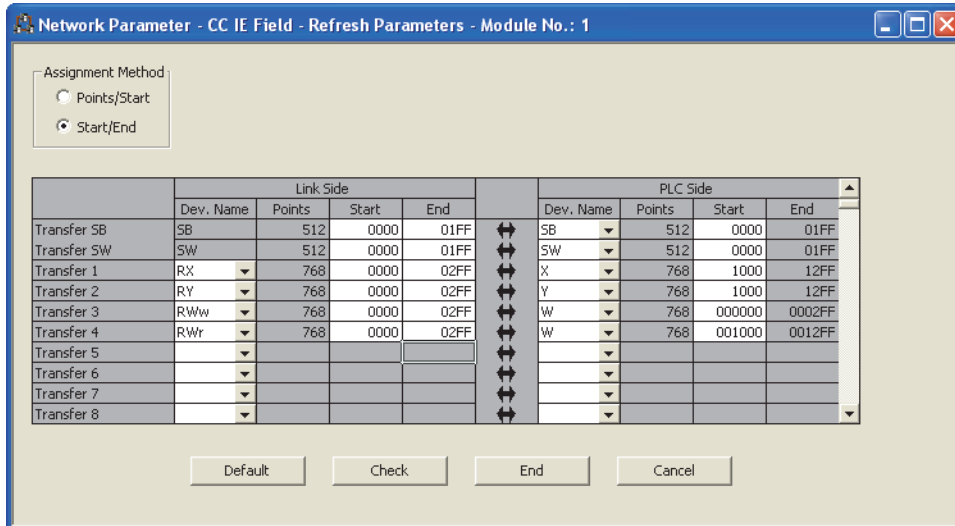 Network Parameter - CC IE Field - Refresh Parameters - Module No.: 1
Assignment Method
Points/Start
Start/End
Link Side PLC Side
Dev. Name Points Start End Dev. Name Points Start End
Transfer SB SB 512 0000 01FF SB 512 0000 01FF
Transfer SW SW 512 0000 01FF SW 512 0000 01FF
Transfer 1 RX 768 0000 02FF X 768 1000 12FF
Transfer 2 RY 768 0000 02FF Y 768 1000 12FF
Transfer 3 RWw 768 0000 02FF W 768 000000 0002FF
Transfer 4 RWr 768 0000 02FF W 768 001000 0012FF
Transfer 5
Transfer 6
Transfer 7
Transfer 8
Default Check End Cancel